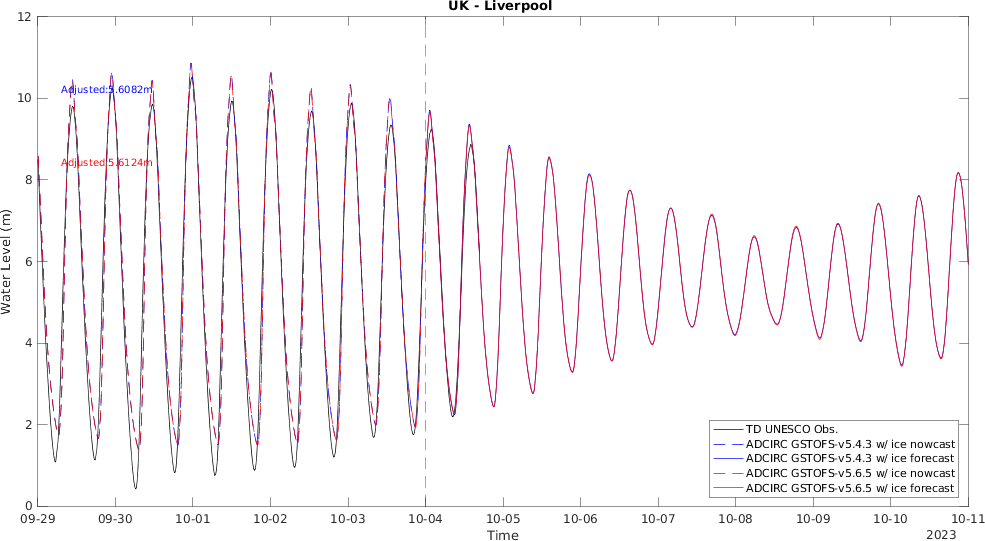 UK - Liverpool
12
10
8
6
4
2
0
Water Level (m)
Adjusted:5.6082m
Adjusted:5.6124m
TD UNESCO Obs.
ADCIRC GSTOFS-v5.4.3 w/ ice nowcast
ADCIRC GSTOFS-v5.4.3 w/ ice forecast
ADCIRC GSTOFS-v5.6.5 w/ ice nowcast
ADCIRC GSTOFS-v5.6.5 w/ ice forecast
09-29 09-30 10-01 10-02 10-03 10-04 10-05 10-06 10-07 10-08 10-09 10-10 10-11
Time
2023